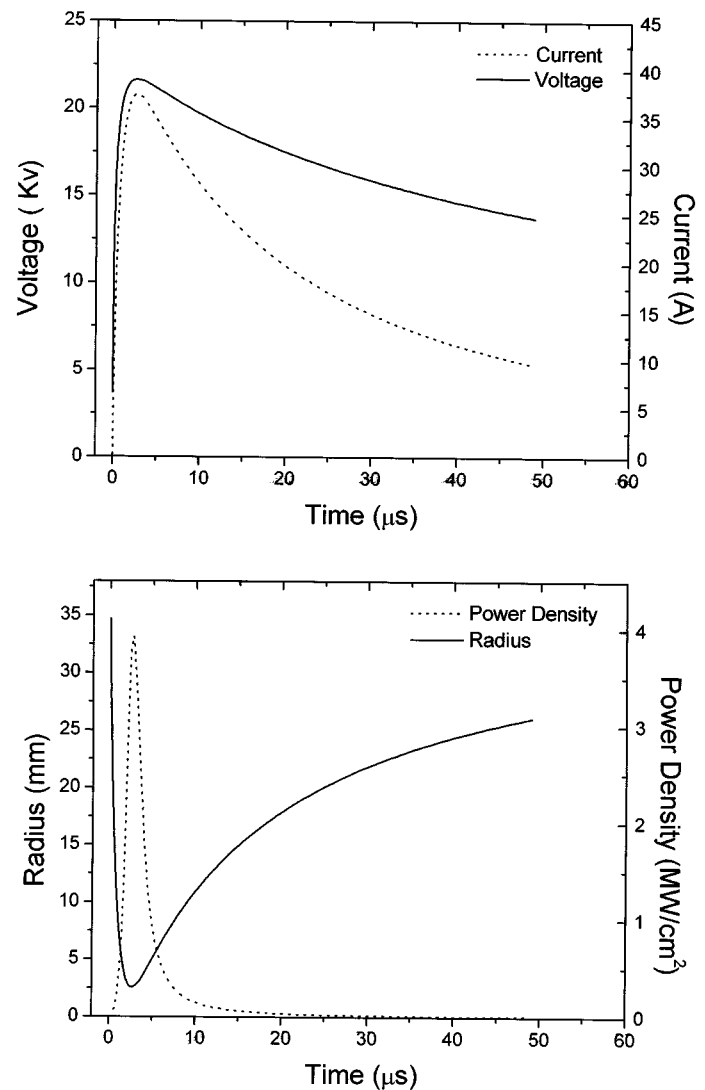 25
20
15
10
5
0
Voltage ( Kv)
Current
Voltage
45
40
35
30
25
20
15
10
5
0
Current (A)
0 10 20 30 40 50 60
Time (μs)
35
30
25
20
15
10
5
0
Radius (mm)
Power Density
Radius
4
3
2
1
0
Power Density (MW/cm²)
0 10 20 30 40 50 60
Time (μs)